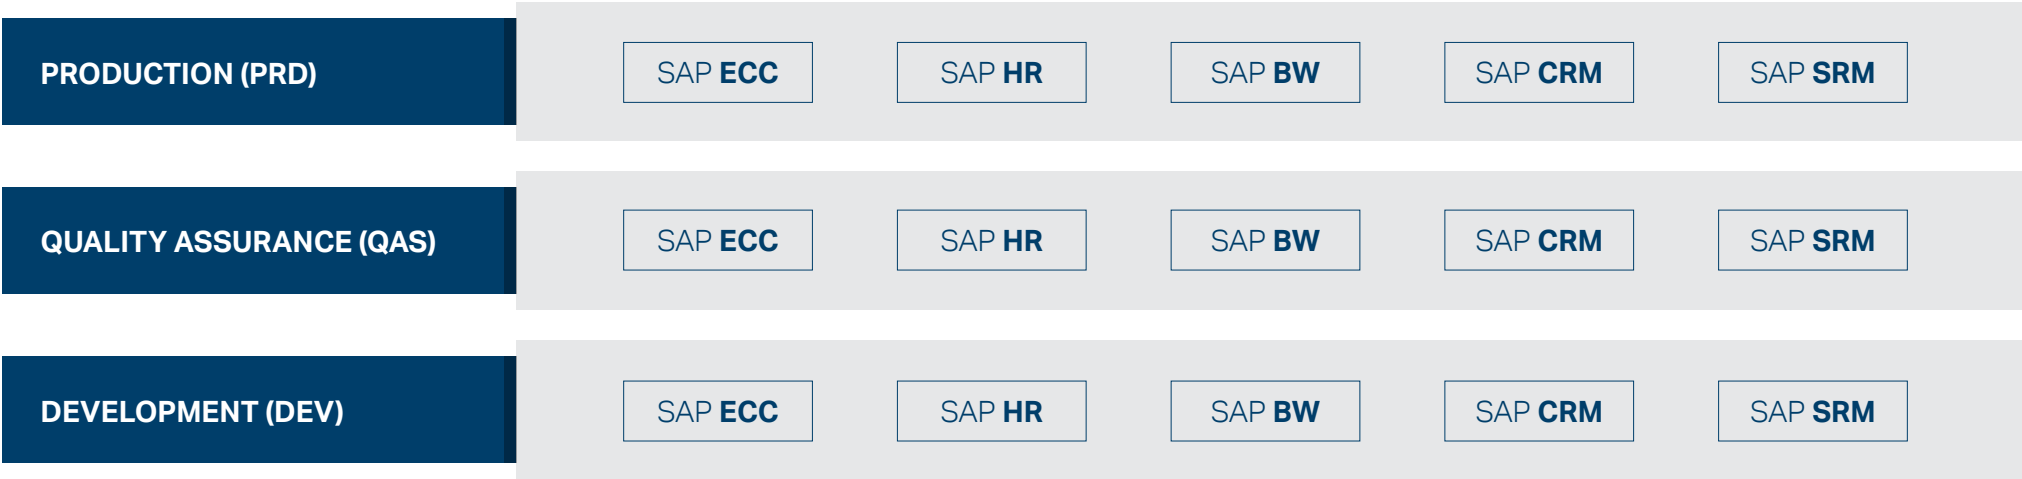 PRODUCTION (PRD) SAP ECC SAP HR SAP BW SAP CRM SAP SRM
QUALITY ASSURANCE (QAS) SAP ECC SAP HR SAP BW SAP CRM SAP SRM
DEVELOPMENT (DEV) SAP ECC SAP HR SAP BW SAP CRM SAP SRM